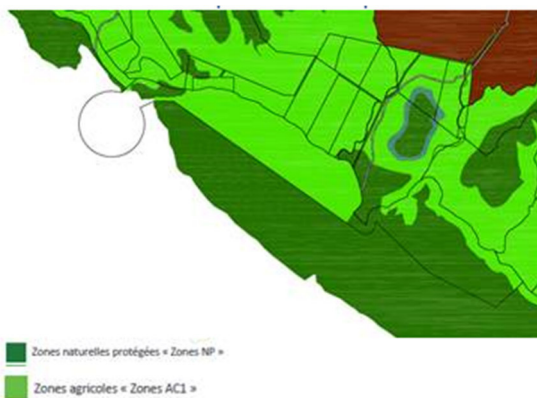 Zones naturelles protégées « Zones NP »
Zones agricoles « Zones AC1 »